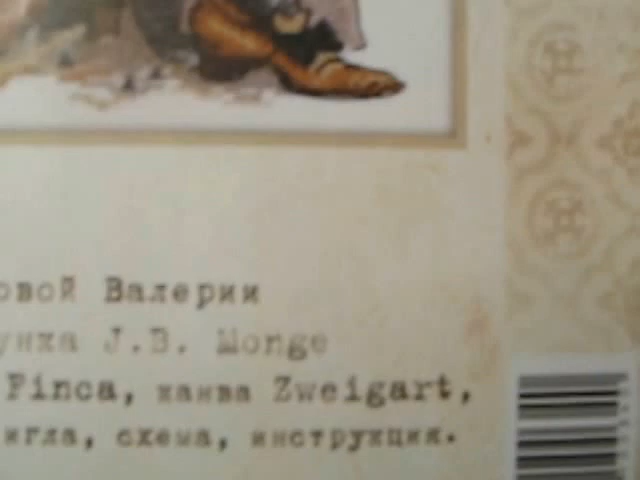 овой Валерии
унка J.B. Monge
Finca, канва Zweigart,
игла, схема, инструкция.